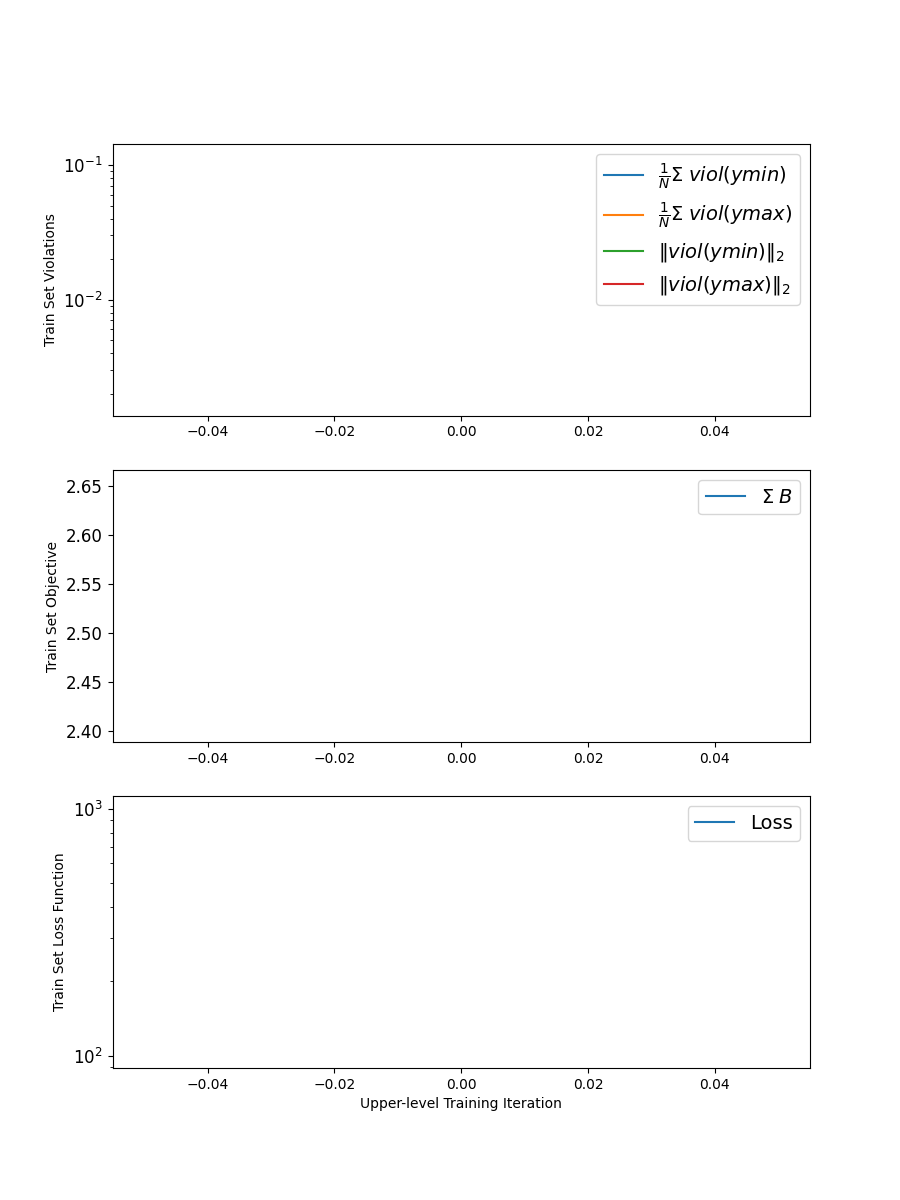 10⁻¹
10⁻²
Train Set Violations
1/N Σ viol(ymin)
1/N Σ viol(ymax)
‖viol(ymin)‖₂
‖viol(ymax)‖₂
−0.04 −0.02 0.00 0.02 0.04
2.65
2.60
2.55
2.50
2.45
2.40
Train Set Objective
Σ B
−0.04 −0.02 0.00 0.02 0.04
10³
10²
Train Set Loss Function
Loss
−0.04 −0.02 0.00 0.02 0.04
Upper-level Training Iteration